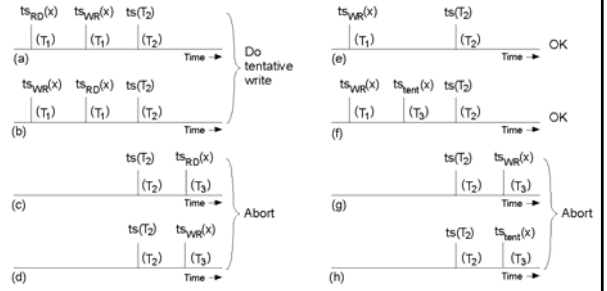 ts_RD(x) ts_WR(x) ts(T_2)
(T_1) (T_1) (T_2)
(a) Time
ts_WR(x) ts_RD(x) ts(T_2)
(T_1) (T_1) (T_2)
(b) Time
Do
tentative
write
ts(T_2) ts_RD(x)
(T_2) (T_3)
(c) Time
ts(T_2) ts_WR(x)
(T_2) (T_3)
(d) Time
Abort
ts_WR(x) ts(T_2)
(T_1) (T_2)
(e) Time
OK
ts_WR(x) ts_tent(x) ts(T_2)
(T_1) (T_3) (T_2)
(f) Time
OK
ts(T_2) ts_WR(x)
(T_2) (T_3)
(g) Time
ts(T_2) ts_tent(x)
(T_2) (T_3)
(h) Time
Abort